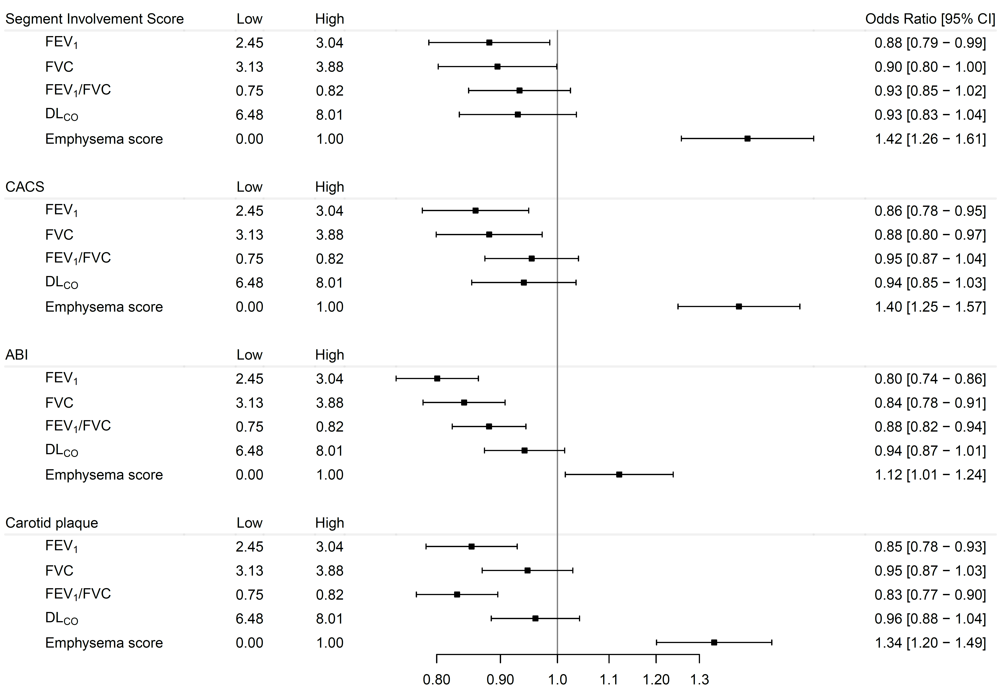 Segment Involvement Score Low High Odds Ratio [95% CI]
FEV₁ 2.45 3.04 0.88 [0.79 − 0.99]
FVC 3.13 3.88 0.90 [0.80 − 1.00]
FEV₁/FVC 0.75 0.82 0.93 [0.85 − 1.02]
DL_CO 6.48 8.01 0.93 [0.83 − 1.04]
Emphysema score 0.00 1.00 1.42 [1.26 − 1.61]
CACS Low High
FEV₁ 2.45 3.04 0.86 [0.78 − 0.95]
FVC 3.13 3.88 0.88 [0.80 − 0.97]
FEV₁/FVC 0.75 0.82 0.95 [0.87 − 1.04]
DL_CO 6.48 8.01 0.94 [0.85 − 1.03]
Emphysema score 0.00 1.00 1.40 [1.25 − 1.57]
ABI Low High
FEV₁ 2.45 3.04 0.80 [0.74 − 0.86]
FVC 3.13 3.88 0.84 [0.78 − 0.91]
FEV₁/FVC 0.75 0.82 0.88 [0.82 − 0.94]
DL_CO 6.48 8.01 0.94 [0.87 − 1.01]
Emphysema score 0.00 1.00 1.12 [1.01 − 1.24]
Carotid plaque Low High
FEV₁ 2.45 3.04 0.85 [0.78 − 0.93]
FVC 3.13 3.88 0.95 [0.87 − 1.03]
FEV₁/FVC 0.75 0.82 0.83 [0.77 − 0.90]
DL_CO 6.48 8.01 0.96 [0.88 − 1.04]
Emphysema score 0.00 1.00 1.34 [1.20 − 1.49]
0.80 0.90 1.0 1.1 1.20 1.3